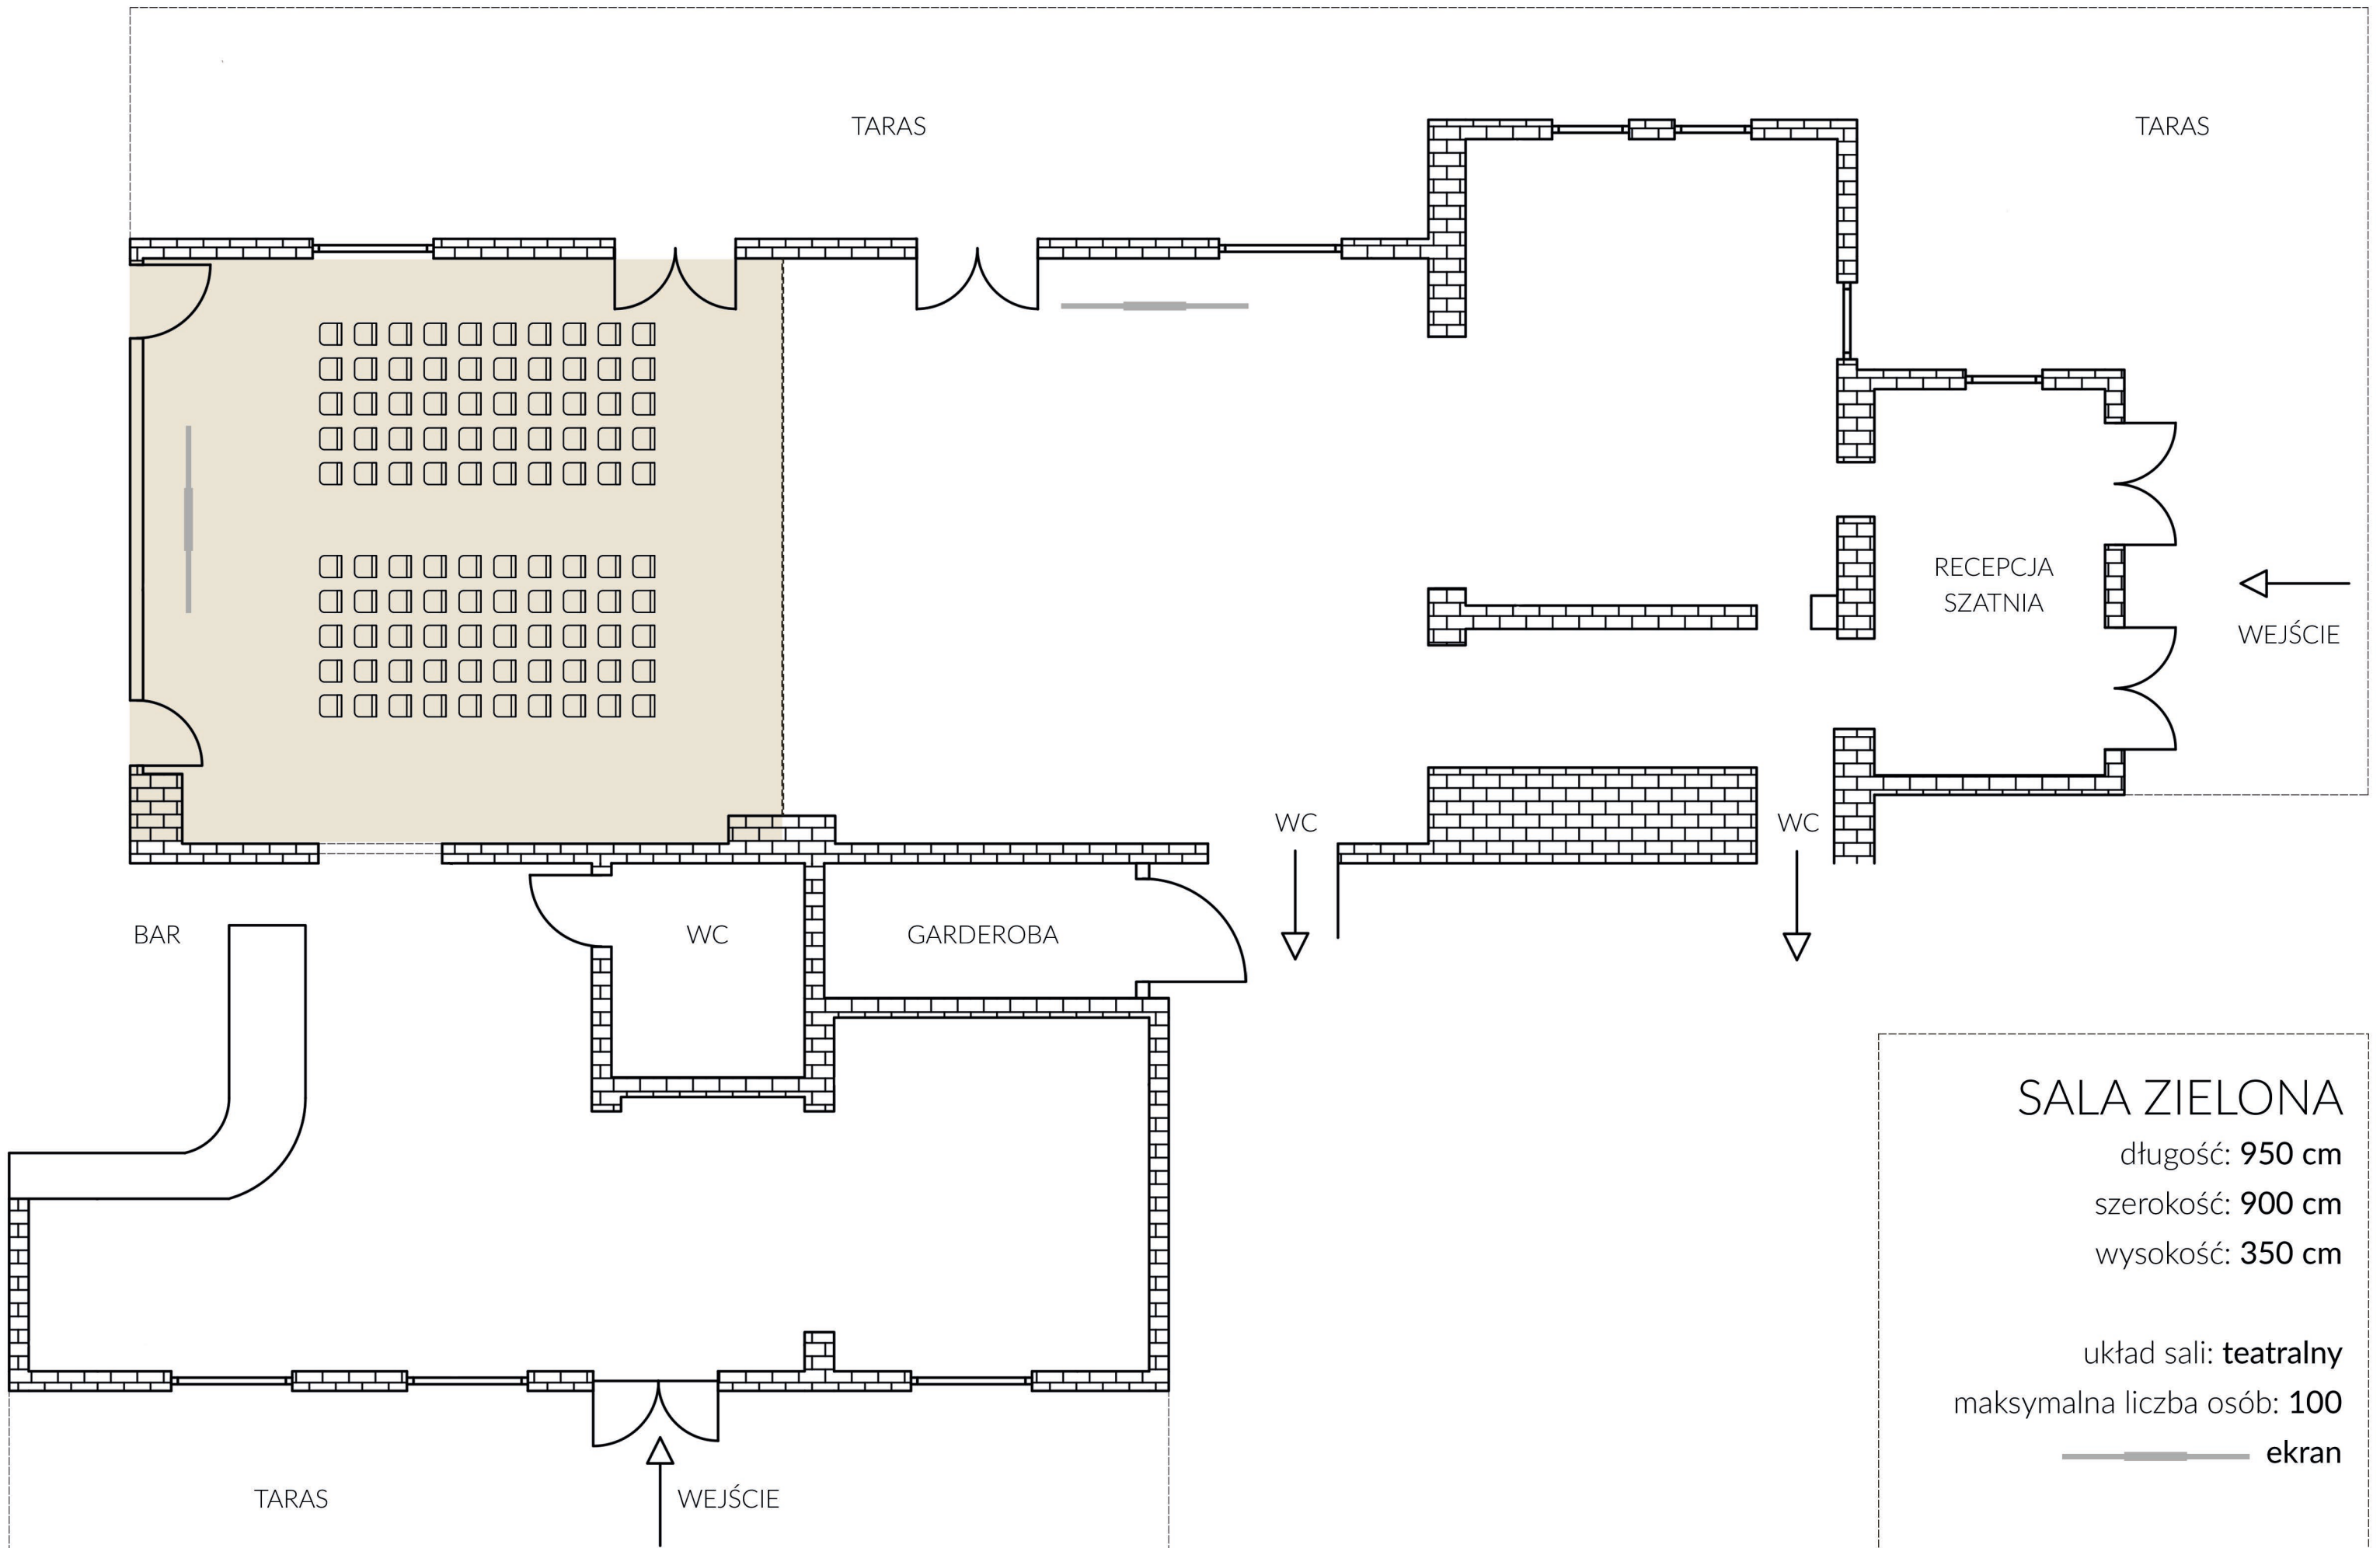 TARAS
TARAS
RECEPCJA
SZATNIA
WEJŚCIE
WC
WC
BAR
WC
GARDEROBA
SALA ZIELONA
długość: 950 cm
szerokość: 900 cm
wysokość: 350 cm
układ sali: teatralny
maksymalna liczba osób: 100
ekran
TARAS
WEJŚCIE